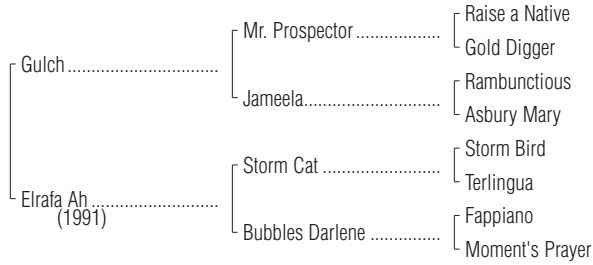 Raise a Native
Mr. Prospector ..................
Gold Digger
Gulch ................................
Rambunctious
Jameela.............................
Asbury Mary
Storm Bird
Storm Cat .........................
Terlingua
Elrafa Ah ...........................
(1991)
Fappiano
Bubbles Darlene ...............
Moment's Prayer